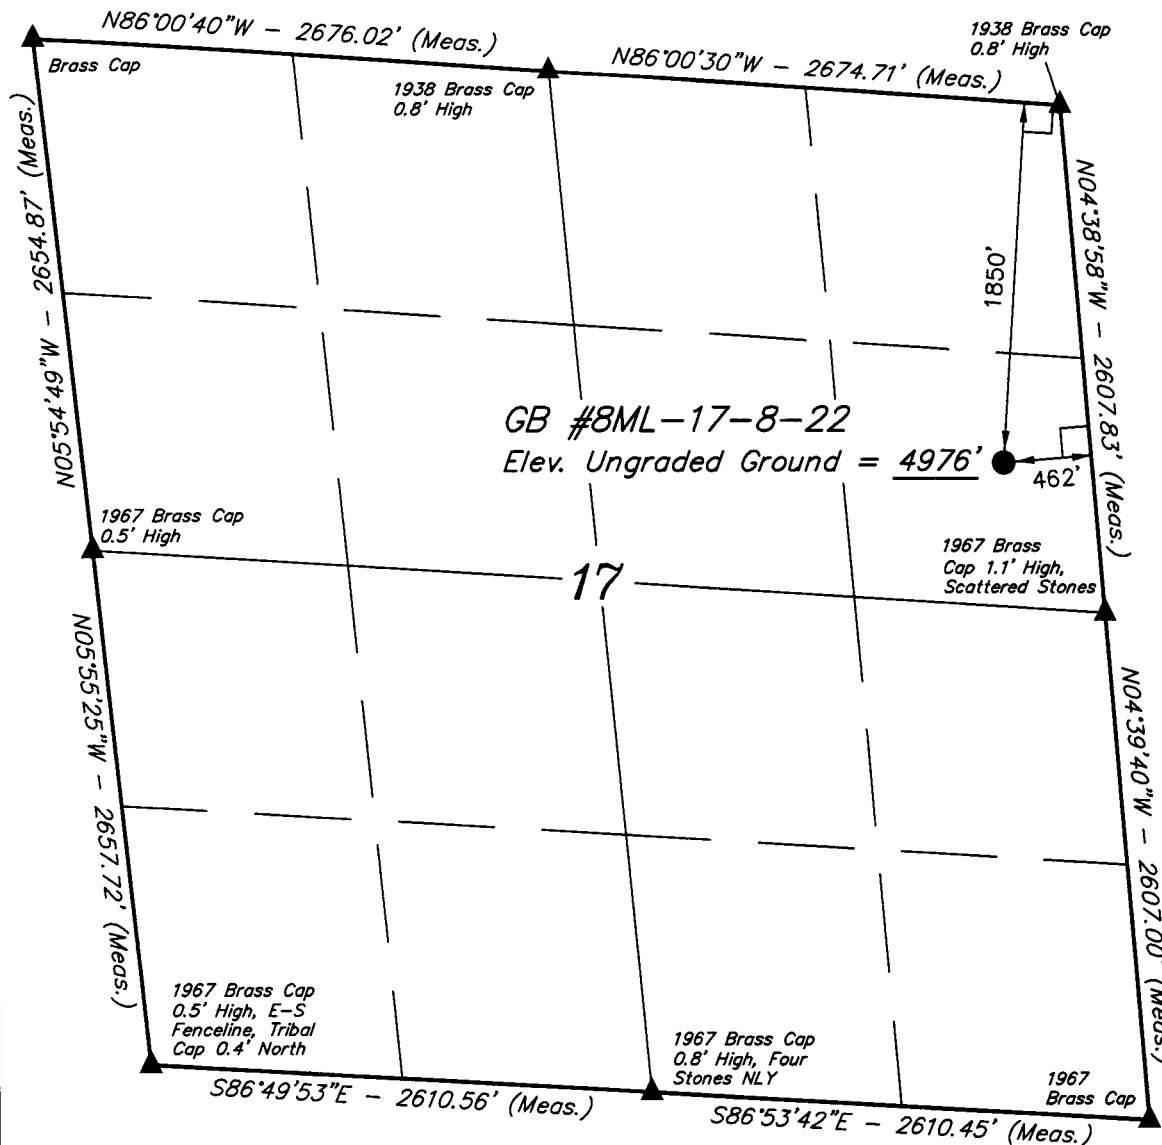 N86°00'40"W - 2676.02' (Meas.)
N86°00'30"W - 2674.71' (Meas.)
1938 Brass Cap
0.8' High
Brass Cap
1938 Brass Cap
0.8' High
N05°54'49"W - 2654.87' (Meas.)
N04°38'58"W - 2607.83' (Meas.)
1850'
GB #8ML-17-8-22
Elev. Ungraded Ground = 4976'
462'
1967 Brass Cap
0.5' High
1967 Brass
Cap 1.1' High,
Scattered Stones
17
N05°55'25"W - 2657.72' (Meas.)
N04°39'40"W - 2607.00' (Meas.)
1967 Brass Cap
0.5' High, E-S
Fenceline, Tribal
Cap 0.4' North
1967 Brass Cap
0.8' High, Four
Stones NLY
1967
Brass Cap
S86°49'53"E - 2610.56' (Meas.)
S86°53'42"E - 2610.45' (Meas.)